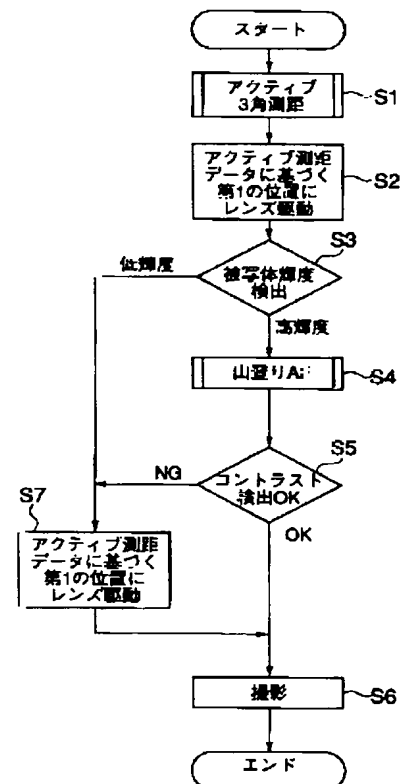 スタート
アクティブ
3角測距
S1
アクティブ測距
データに基づく
第1の位置に
レンズ駆動
S2
S3
被写体輝度
検出
低輝度
高輝度
山登りAF
S4
S5
コントラスト
検出OK
NG
OK
S7
アクティブ測距
データに基づく
第1の位置に
レンズ駆動
撮影
S6
エンド